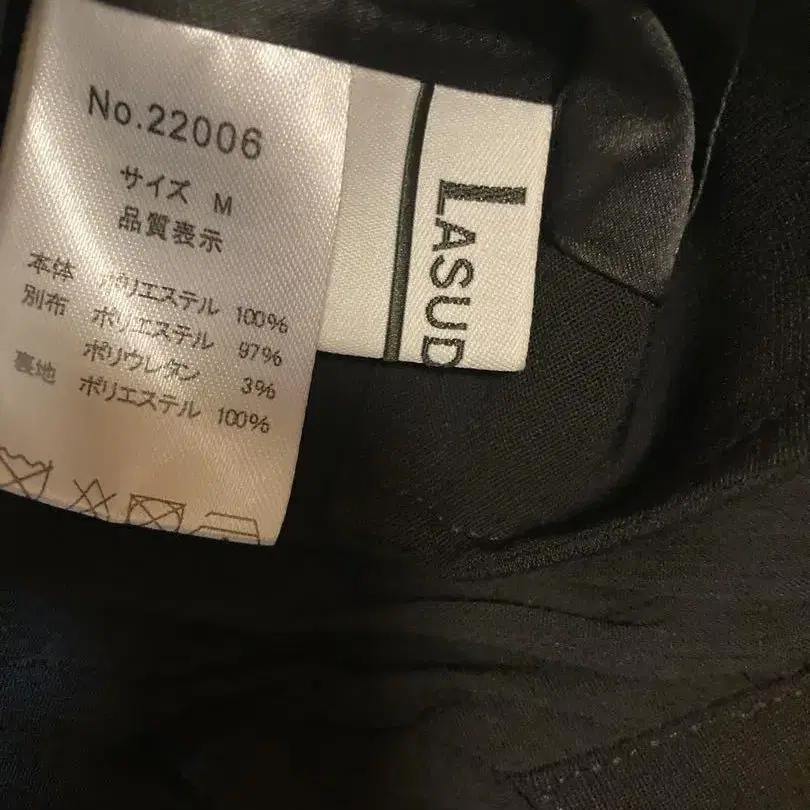 No.22006
サイズ M
品質表示
本体 ポリエステル 100%
別布 ポリエステル 97%
ポリウレタン 3%
裏地 ポリエステル 100%
LASUD